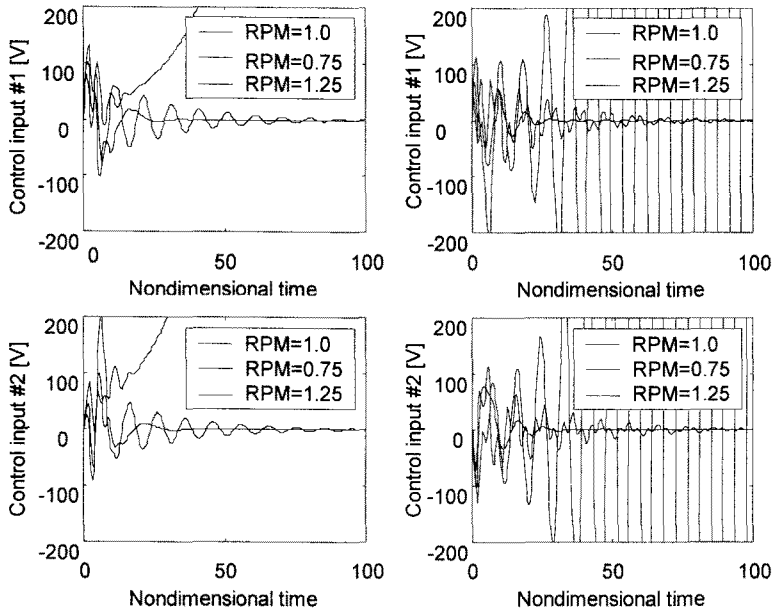 Control input #1 [V]
200
100
0
-100
-200
RPM=1.0
RPM=0.75
RPM=1.25
0
50
100
Nondimensional time
Control input #1 [V]
200
100
0
-100
-200
RPM=1.0
RPM=0.75
RPM=1.25
0
50
100
Nondimensional time
Control input #2 [V]
200
100
0
-100
-200
RPM=1.0
RPM=0.75
RPM=1.25
0
50
100
Nondimensional time
Control input #2 [V]
200
100
0
-100
-200
RPM=1.0
RPM=0.75
RPM=1.25
0
50
100
Nondimensional time